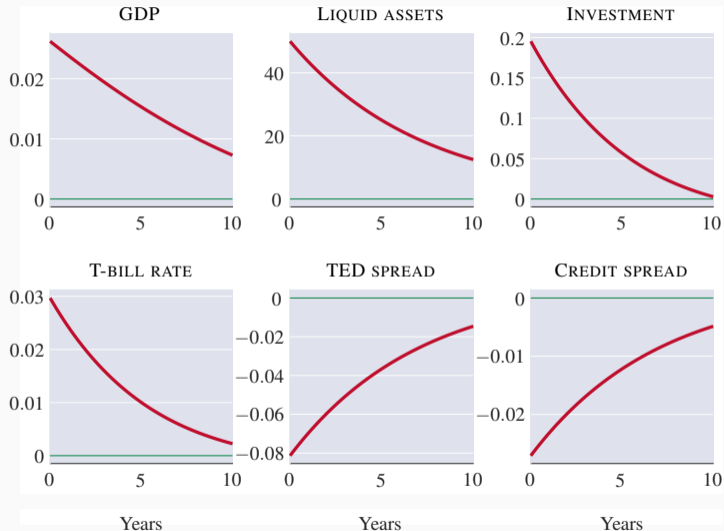 GDP LIQUID ASSETS INVESTMENT
0.02 0.01 0 0 5 10
40 20 0 0 5 10
0.2 0.15 0.1 0.05 0 0 5 10
T-BILL RATE TED SPREAD CREDIT SPREAD
0.03 0.02 0.01 0 0 5 10
0 −0.02 −0.04 −0.06 −0.08 0 5 10
0 −0.01 −0.02 0 5 10
Years Years Years